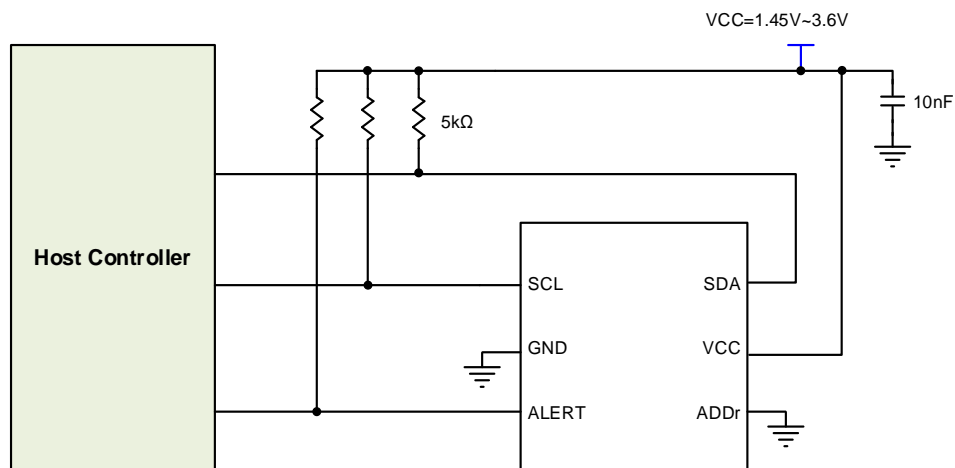 VCC=1.45V~3.6V
10nF
5kΩ
Host Controller
SCL
SDA
GND
VCC
ALERT
ADDr